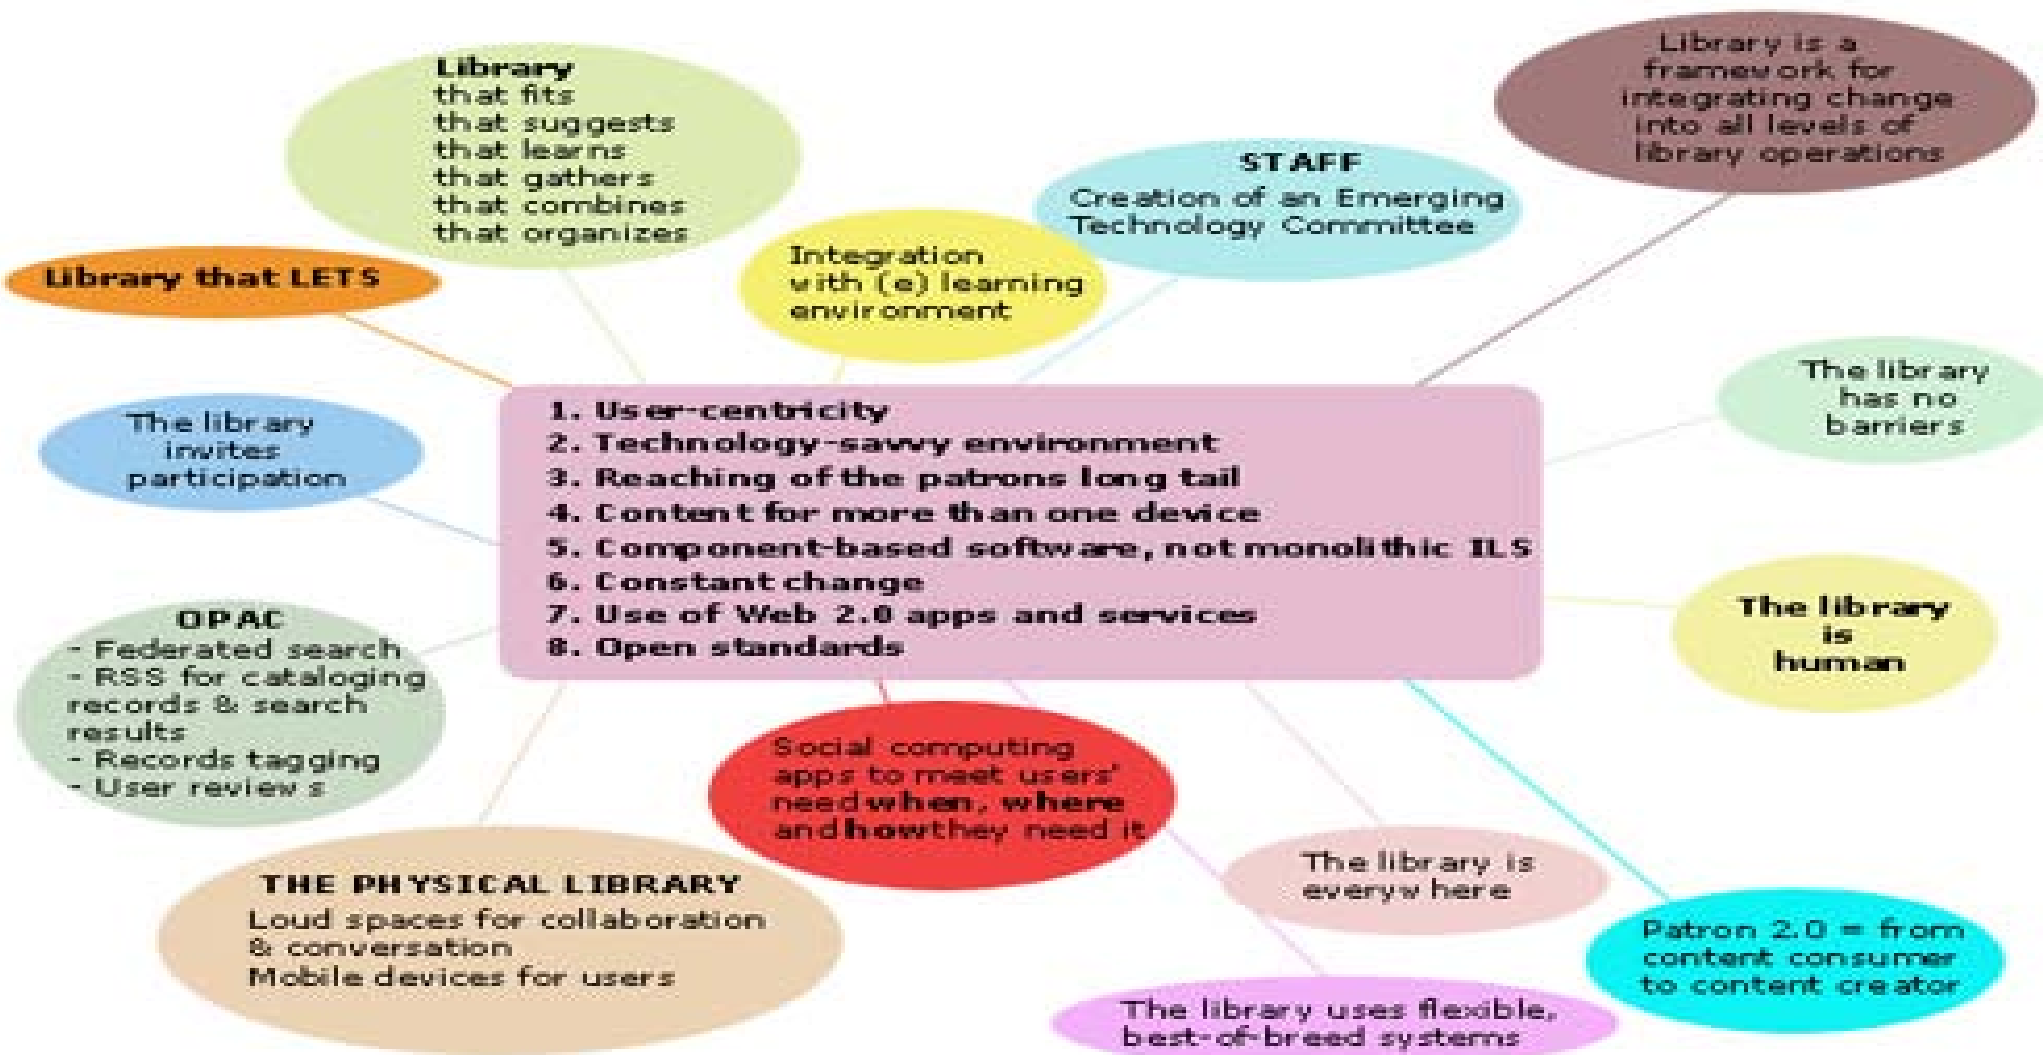 Library
that fits
that suggests
that learns
that gathers
that combines
that organizes
Library is a
framework for
integrating change
into all levels of
library operations
STAFF
Creation of an Emerging
Technology Committee
Integration
with (e) learning
environment
Library that LETS
The library
has no
barriers
The library
invites
participation
1. User-centricity
2. Technology-savvy environment
3. Reaching of the patrons long tail
4. Content for more than one device
5. Component-based software, not monolithic ILS
6. Constant change
7. Use of Web 2.0 apps and services
8. Open standards
The library
is
human
OPAC
- Federated search
- RSS for cataloging
records & search
results
- Records tagging
- User reviews
Social computing
apps to meet users'
need when, where
and how they need it
THE PHYSICAL LIBRARY
Loud spaces for collaboration
& conversation
Mobile devices for users
The library is
everywhere
Patron 2.0 = from
content consumer
to content creator
The library uses flexible,
best-of-breed systems